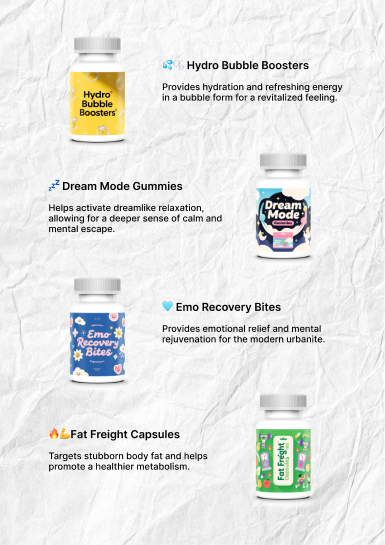 💦🫧 Hydro Bubble Boosters
Provides hydration and refreshing energy
in a bubble form for a revitalized feeling.
Hydro
Bubble
Boosters
💤 Dream Mode Gummies
Helps activate dreamlike relaxation,
allowing for a deeper sense of calm and
mental escape.
Dream
Mode
🩵 Emo Recovery Bites
Provides emotional relief and mental
rejuvenation for the modern urbanite.
Emo
Recovery
Bites
🔥💪Fat Freight Capsules
Targets stubborn body fat and helps
promote a healthier metabolism.
Fat Freight
Capsules